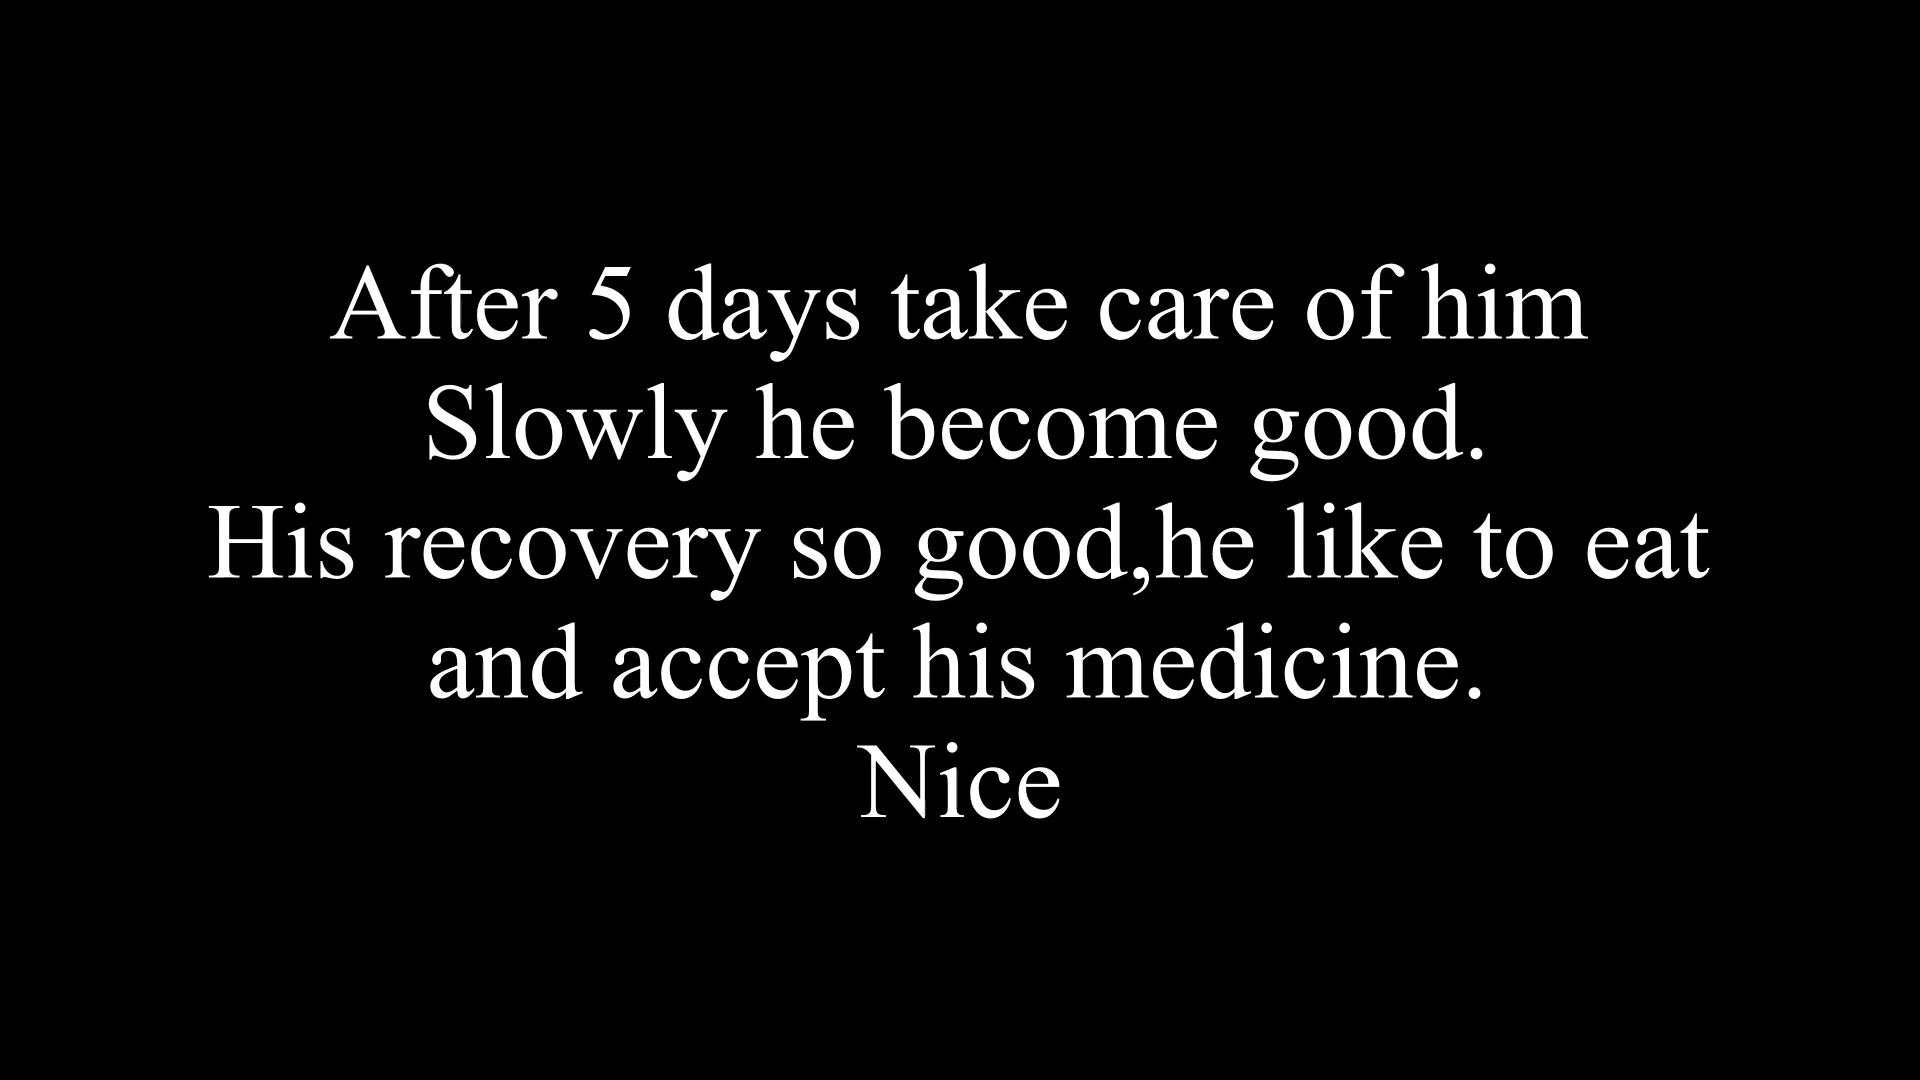 After 5 days take care of him
Slowly he become good.
His recovery so good,he like to eat
and accept his medicine.
Nice